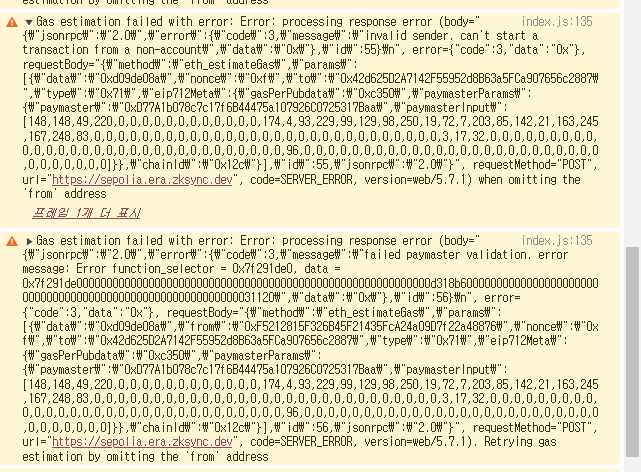 estimation by omitting the 'from' address
Gas estimation failed with error: Error: processing response error (body=" index.js:135
{₩"jsonrpc₩":₩"2.0₩",₩"error₩":{₩"code₩":3,₩"message₩":₩"invalid sender. can't start a
transaction from a non-account₩",₩"data₩":₩"0x₩"},₩"id₩":55}₩n", error={"code":3,"data":"0x"},
requestBody="{₩"method₩":₩"eth_estimateGas₩",₩"params₩":
[{₩"data₩":₩"0xd09de08a₩",₩"nonce₩":₩"0xf₩",₩"to₩":₩"0x42d625D2A7142F55952d8B63a5FCa907656c2887₩
",₩"type₩":₩"0x71₩",₩"eip712Meta₩":{₩"gasPerPubdata₩":₩"0xc350₩",₩"paymasterParams₩":
{₩"paymaster₩":₩"0xD77A1b078c7c17f6B44475a107926C0725317Baa₩",₩"paymasterInput₩":
[148,148,49,220,0,0,0,0,0,0,0,0,0,0,0,0,174,4,93,229,99,129,98,250,19,72,7,203,85,142,21,163,245
,167,248,83,0,0,0,0,0,0,0,0,0,0,0,0,0,0,0,0,0,0,0,0,0,0,0,0,0,0,0,0,0,3,17,32,0,0,0,0,0,0,0,0,0,
0,0,0,0,0,0,0,0,0,0,0,0,0,0,0,0,0,0,0,0,0,0,96,0,0,0,0,0,0,0,0,0,0,0,0,0,0,0,0,0,0,0,0,0,0,0,0,0
,0,0,0,0,0,0,0]}},₩"chainId₩":₩"0x12c₩"}],₩"id₩":55,₩"jsonrpc₩":₩"2.0₩"}", requestMethod="POST",
url="https://sepolia.era.zksync.dev", code=SERVER_ERROR, version=web/5.7.1) when omitting the
'from' address
프레임 1개 더 표시
Gas estimation failed with error: Error: processing response error (body=" index.js:135
{₩"jsonrpc₩":₩"2.0₩",₩"error₩":{₩"code₩":3,₩"message₩":₩"failed paymaster validation. error
message: Error function_selector = 0x7f291de0, data =
0x7f291de000000000000000000000000000000000000000000000000000000d318b6000000000000000000000000000
000000000000000000000000000000000031120₩",₩"data₩":₩"0x₩"},₩"id₩":56}₩n", error=
{"code":3,"data":"0x"}, requestBody="{₩"method₩":₩"eth_estimateGas₩",₩"params₩":
[{₩"data₩":₩"0xd09de08a₩",₩"from₩":₩"0xF5212815F326B45F21435FcA24a09D7f22a48876₩",₩"nonce₩":₩"0x
f₩",₩"to₩":₩"0x42d625D2A7142F55952d8B63a5FCa907656c2887₩",₩"type₩":₩"0x71₩",₩"eip712Meta₩":
{₩"gasPerPubdata₩":₩"0xc350₩",₩"paymasterParams₩":
{₩"paymaster₩":₩"0xD77A1b078c7c17f6B44475a107926C0725317Baa₩",₩"paymasterInput₩":
[148,148,49,220,0,0,0,0,0,0,0,0,0,0,0,0,174,4,93,229,99,129,98,250,19,72,7,203,85,142,21,163,245
,167,248,83,0,0,0,0,0,0,0,0,0,0,0,0,0,0,0,0,0,0,0,0,0,0,0,0,0,0,0,0,0,3,17,32,0,0,0,0,0,0,0,0,0,
0,0,0,0,0,0,0,0,0,0,0,0,0,0,0,0,0,0,0,0,0,0,96,0,0,0,0,0,0,0,0,0,0,0,0,0,0,0,0,0,0,0,0,0,0,0,0,0
,0,0,0,0,0,0,0]}},₩"chainId₩":₩"0x12c₩"}],₩"id₩":56,₩"jsonrpc₩":₩"2.0₩"}", requestMethod="POST",
url="https://sepolia.era.zksync.dev", code=SERVER_ERROR, version=web/5.7.1). Retrying gas
estimation by omitting the 'from' address